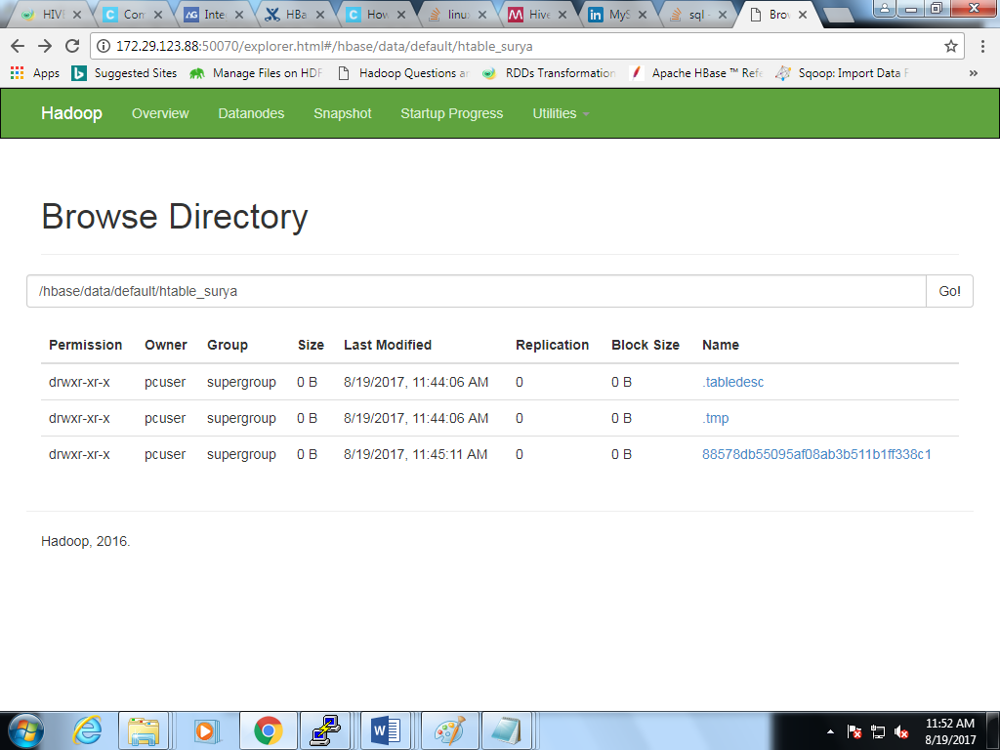 HIV Com Inte HBa How linu Hive MyS sql - Brow
172.29.123.88:50070/explorer.html#/hbase/data/default/htable_surya
Apps Suggested Sites Manage Files on HDF Hadoop Questions an RDDs Transformation Apache HBase ™ Refe Sqoop: Import Data F »
Hadoop Overview Datanodes Snapshot Startup Progress Utilities
Browse Directory
/hbase/data/default/htable_surya Go!
Permission Owner Group Size Last Modified Replication Block Size Name
drwxr-xr-x pcuser supergroup 0 B 8/19/2017, 11:44:06 AM 0 0 B .tabledesc
drwxr-xr-x pcuser supergroup 0 B 8/19/2017, 11:44:06 AM 0 0 B .tmp
drwxr-xr-x pcuser supergroup 0 B 8/19/2017, 11:45:11 AM 0 0 B 88578db55095af08ab3b511b1ff338c1
Hadoop, 2016.
11:52 AM
8/19/2017